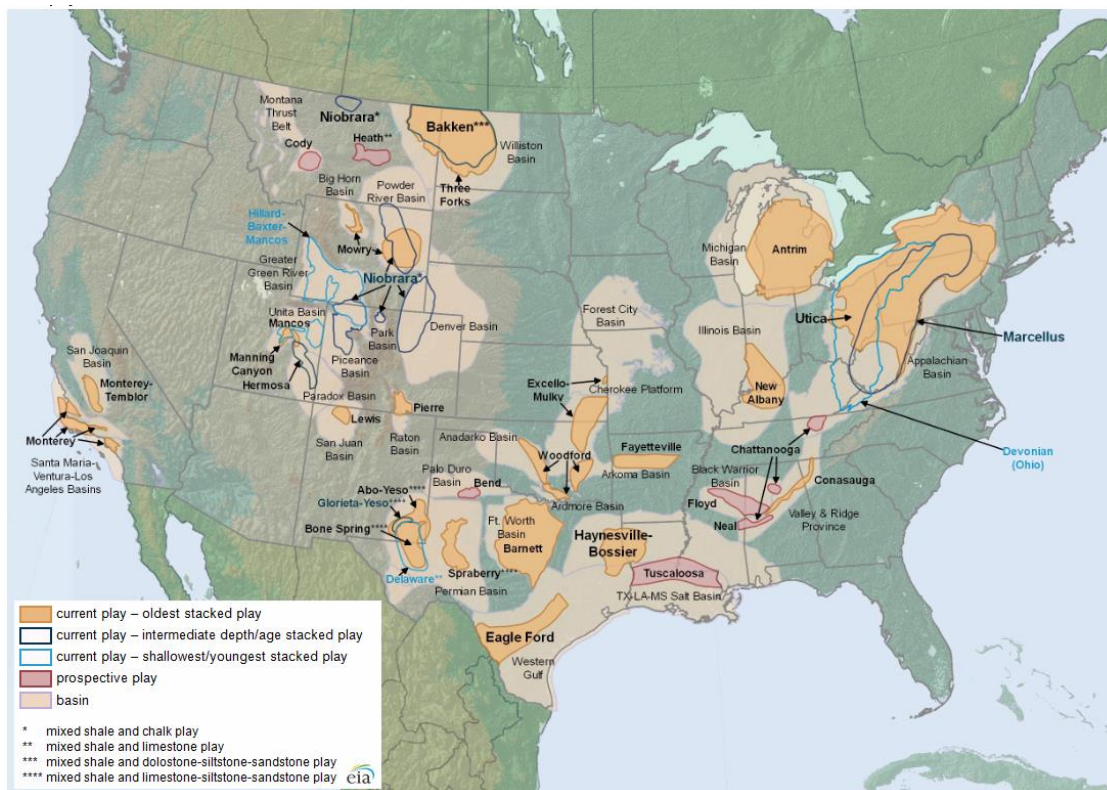 Montana
Thrust
Belt
Cody
Niobrara*
Heath**
Bakken***
Williston
Basin
Three
Forks
Big Horn
Basin
Powder
River Basin
Hillard-
Baxter-
Mancos
Mowry
Greater
Green River
Basin
Niobrara*
Unita Basin
Mancos
Park
Basin
Denver Basin
Manning
Canyon
Piceance
Basin
Hermosa
Paradox Basin
San Joaquin
Basin
Monterey-
Temblor
Monterey
Santa Maria-
Ventura-Los
Angeles Basins
Lewis
San Juan
Basin
Pierre
Raton
Basin
Michigan
Basin
Antrim
Forest City
Basin
Illinois Basin
Utica
Marcellus
Appalachian
Basin
Excello-
Mulky
Cherokee Platform
New
Albany
Anadarko Basin
Woodford
Fayetteville
Arkoma Basin
Chattanooga
Devonian
(Ohio)
Palo Duro
Basin
Bend
Ardmore Basin
Black Warrior
Basin
Conasauga
Abo-Yeso****
Glorieta-Yeso****
Bone Spring****
Delaware**
Ft. Worth
Basin
Barnett
Floyd
Neal
Valley & Ridge
Province
Haynesville-
Bossier
Spraberry****
Permian Basin
Tuscaloosa
TX-LA-MS Salt Basin
Eagle Ford
Western
Gulf
current play – oldest stacked play
current play – intermediate depth/age stacked play
current play – shallowest/youngest stacked play
prospective play
basin
* mixed shale and chalk play
** mixed shale and limestone play
*** mixed shale and dolostone-siltstone-sandstone play
**** mixed shale and limestone-siltstone-sandstone play
eia